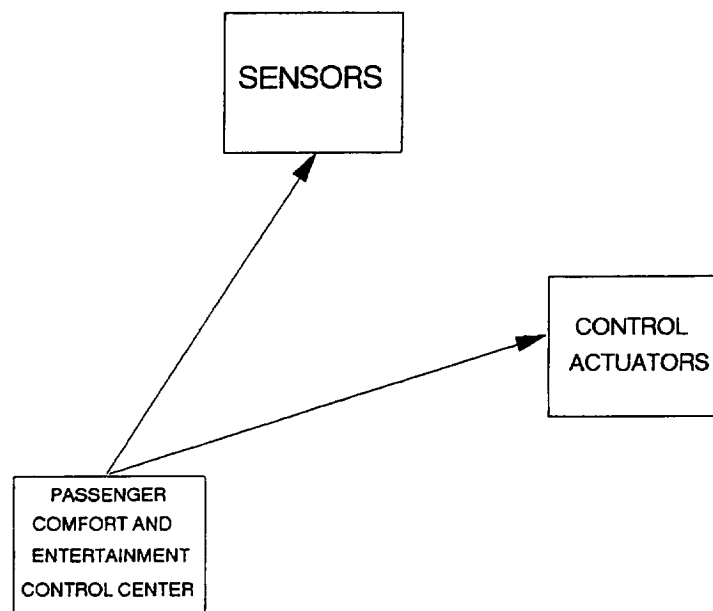 SENSORS
CONTROL
ACTUATORS
PASSENGER
COMFORT AND
ENTERTAINMENT
CONTROL CENTER